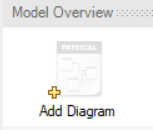 Model Overview
PHYSICAL
Add Diagram